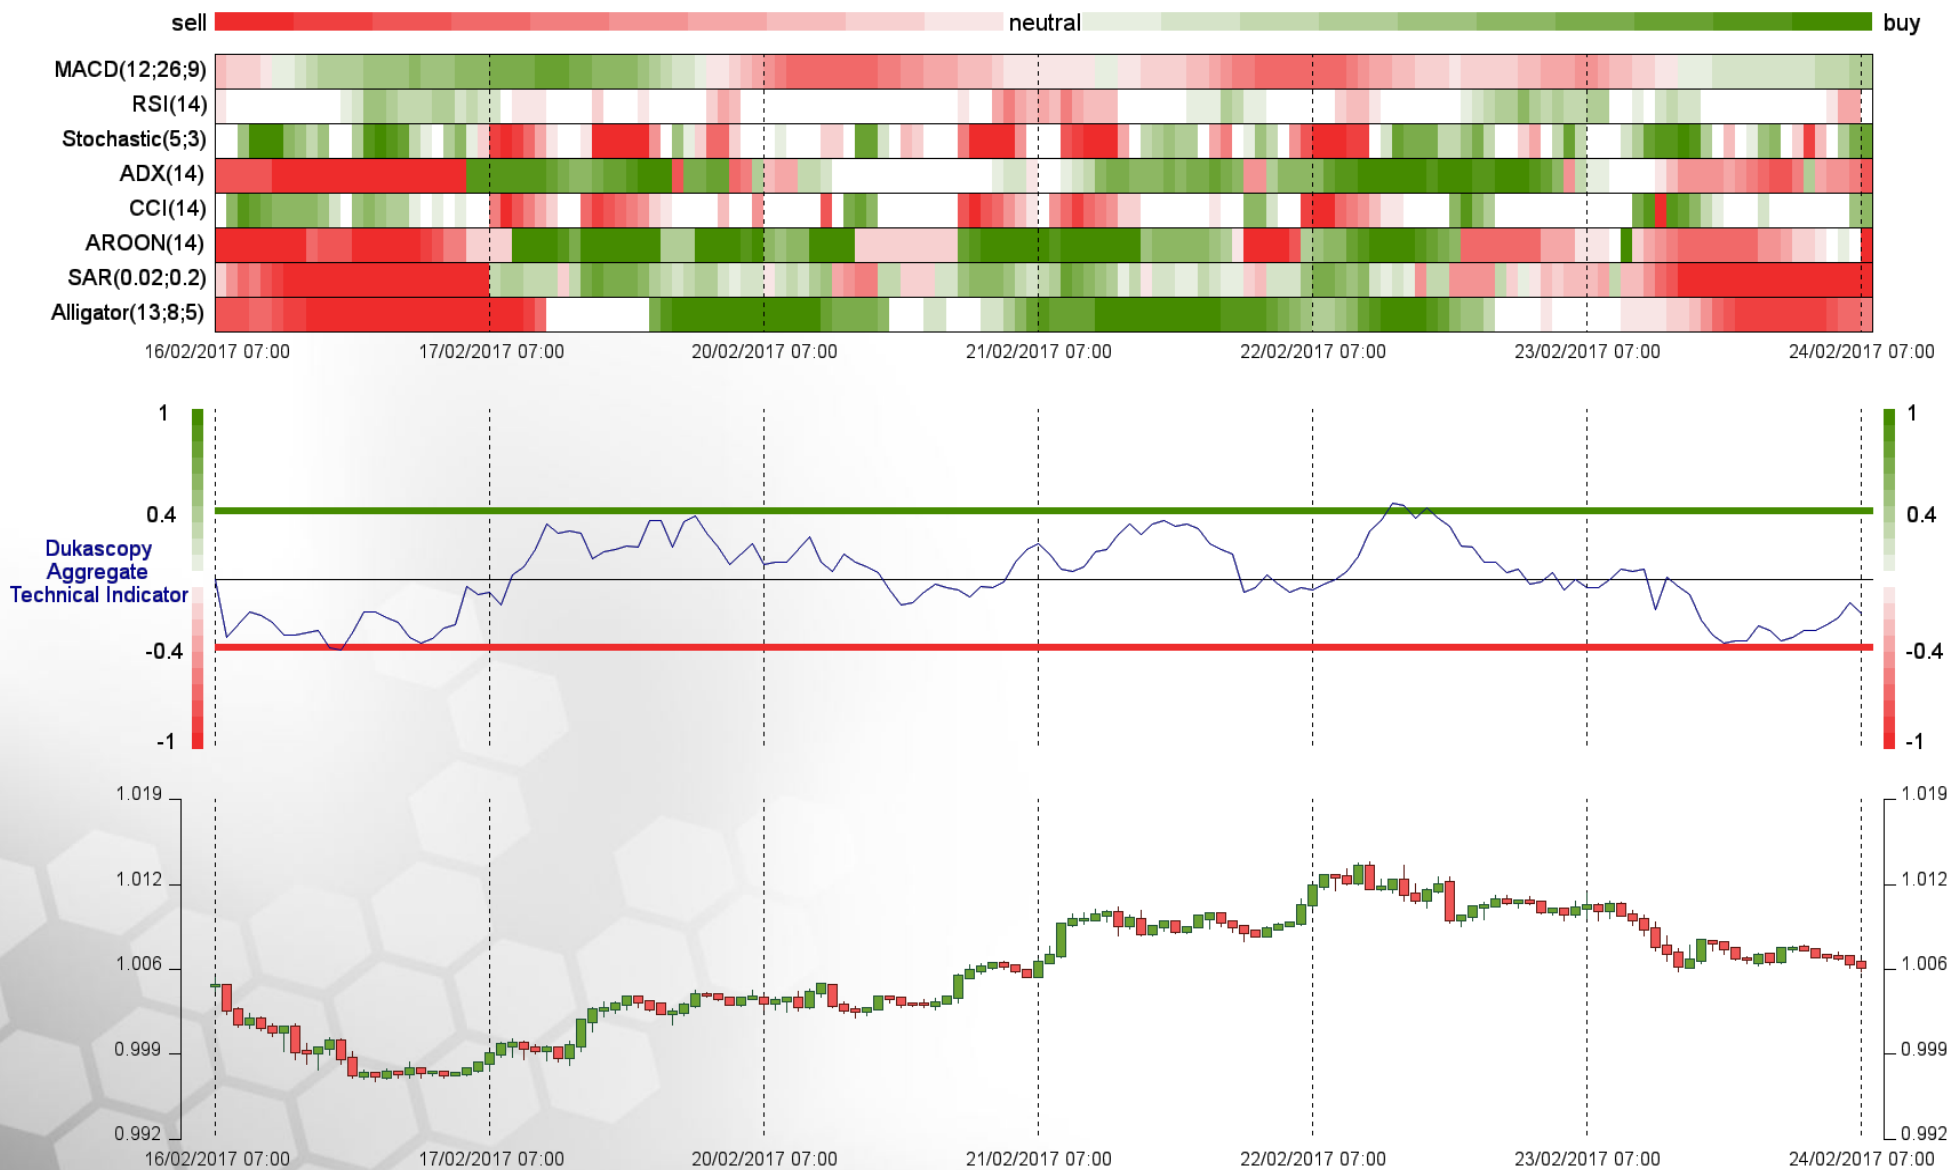 sell neutral buy
MACD(12;26;9)
RSI(14)
Stochastic(5;3)
ADX(14)
CCI(14)
AROON(14)
SAR(0.02;0.2)
Alligator(13;8;5)
16/02/2017 07:00 17/02/2017 07:00 20/02/2017 07:00 21/02/2017 07:00 22/02/2017 07:00 23/02/2017 07:00 24/02/2017 07:00
1 1
0.4 0.4
Dukascopy
Aggregate
Technical Indicator
-0.4 -0.4
-1 -1
1.019 1.019
1.012 1.012
1.006 1.006
0.999 0.999
0.992 0.992
16/02/2017 07:00 17/02/2017 07:00 20/02/2017 07:00 21/02/2017 07:00 22/02/2017 07:00 23/02/2017 07:00 24/02/2017 07:00